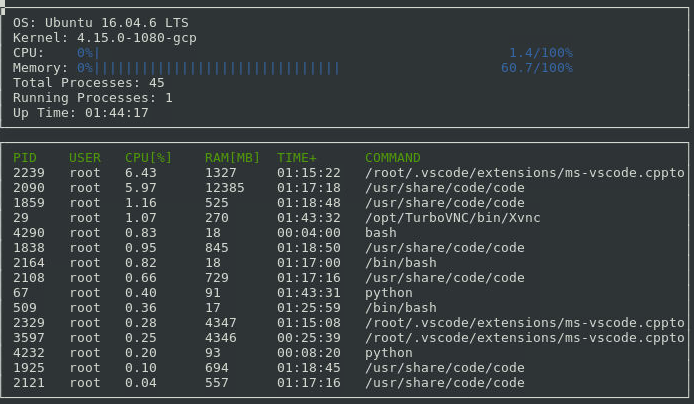 OS: Ubuntu 16.04.6 LTS
Kernel: 4.15.0-1080-gcp
CPU: 0%| 1.4/100%
Memory: 0%||||||||||||||||||||||||||||||| 60.7/100%
Total Processes: 45
Running Processes: 1
Up Time: 01:44:17
PID USER CPU[%] RAM[MB] TIME+ COMMAND
2239 root 6.43 1327 01:15:22 /root/.vscode/extensions/ms-vscode.cppto
2090 root 5.97 12385 01:17:18 /usr/share/code/code
1859 root 1.16 525 01:18:48 /usr/share/code/code
29 root 1.07 270 01:43:32 /opt/TurboVNC/bin/Xvnc
4290 root 0.83 18 00:04:00 bash
1838 root 0.95 845 01:18:50 /usr/share/code/code
2164 root 0.82 18 01:17:00 /bin/bash
2108 root 0.66 729 01:17:16 /usr/share/code/code
67 root 0.40 91 01:43:31 python
509 root 0.36 17 01:25:59 /bin/bash
2329 root 0.28 4347 01:15:08 /root/.vscode/extensions/ms-vscode.cppto
3597 root 0.25 4346 00:25:39 /root/.vscode/extensions/ms-vscode.cppto
4232 root 0.20 93 00:08:20 python
1925 root 0.10 694 01:18:45 /usr/share/code/code
2121 root 0.04 557 01:17:16 /usr/share/code/code